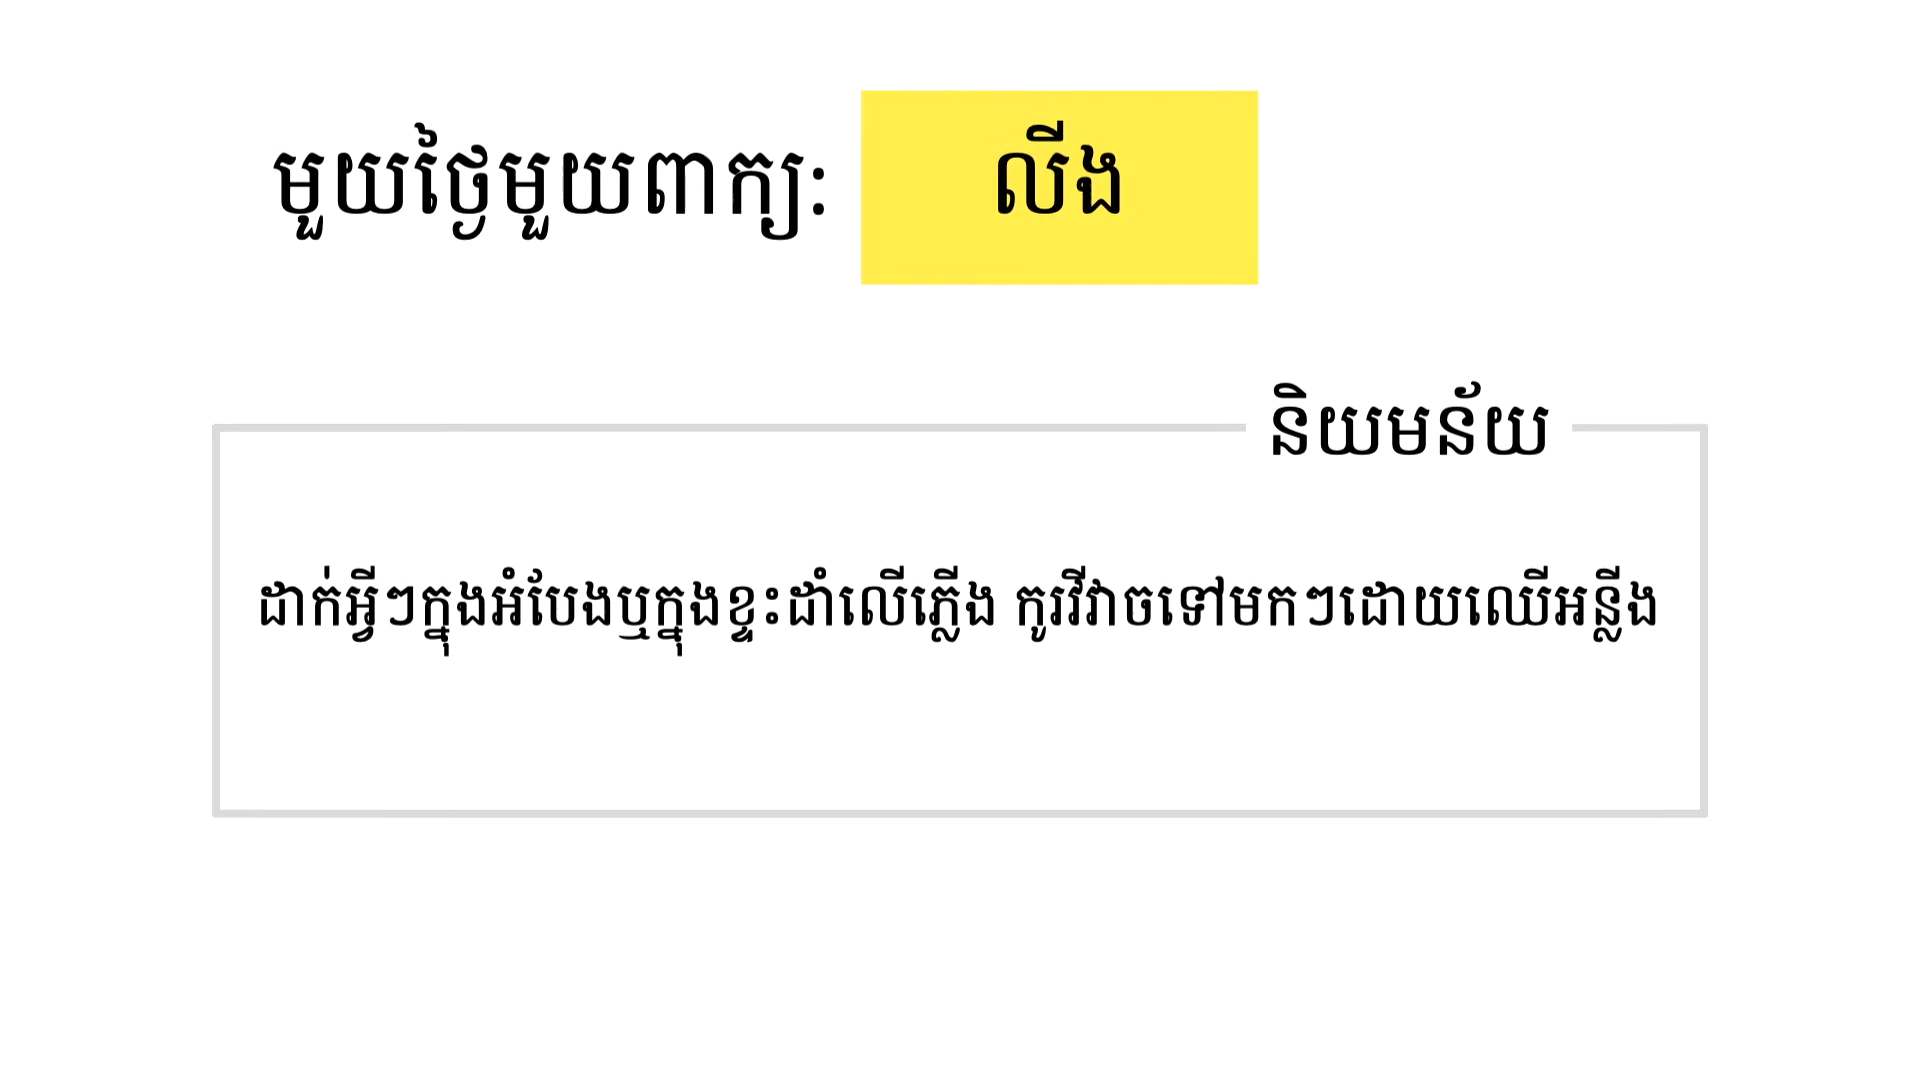 មួយថ្ងៃមួយពាក្យ: លីង
និយមន័យ
ដាក់អ្វីៗក្នុងអំបែងឬក្នុងខ្ទះដាំលើភ្លើង កូរវីវាចទៅមកៗដោយឈើអន្លីង